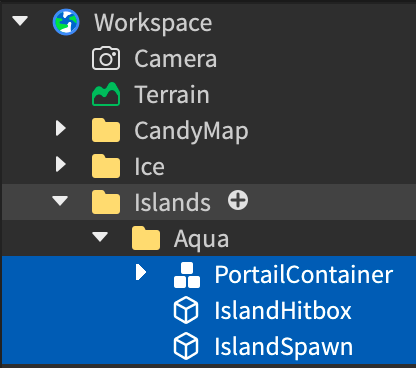 Workspace
Camera
Terrain
CandyMap
Ice
Islands
Aqua
PortailContainer
IslandHitbox
IslandSpawn